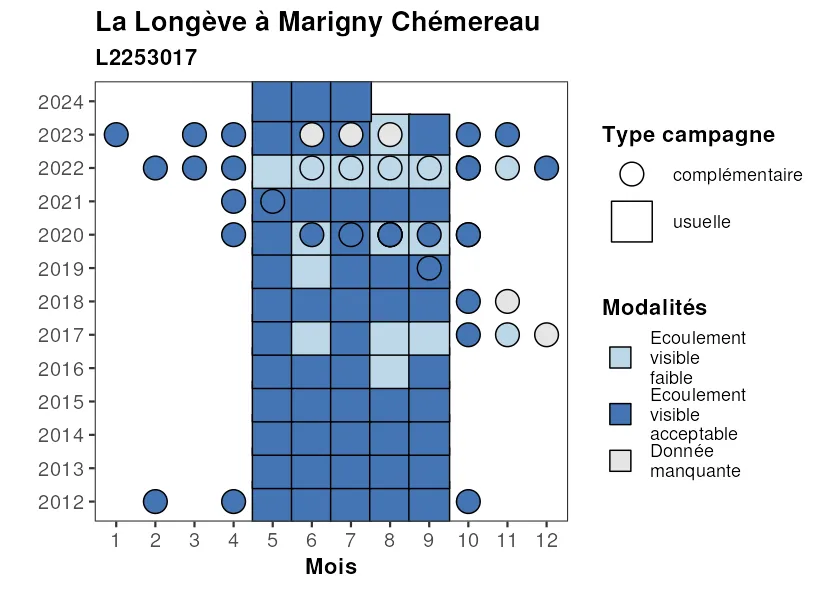 La Longève à Marigny Chémereau
L2253017
2024
2023
2022
2021
2020
2019
2018
2017
2016
2015
2014
2013
2012
1 2 3 4 5 6 7 8 9 10 11 12
Mois
Type campagne
complémentaire
usuelle
Modalités
Ecoulement
visible
faible
Ecoulement
visible
acceptable
Donnée
manquante